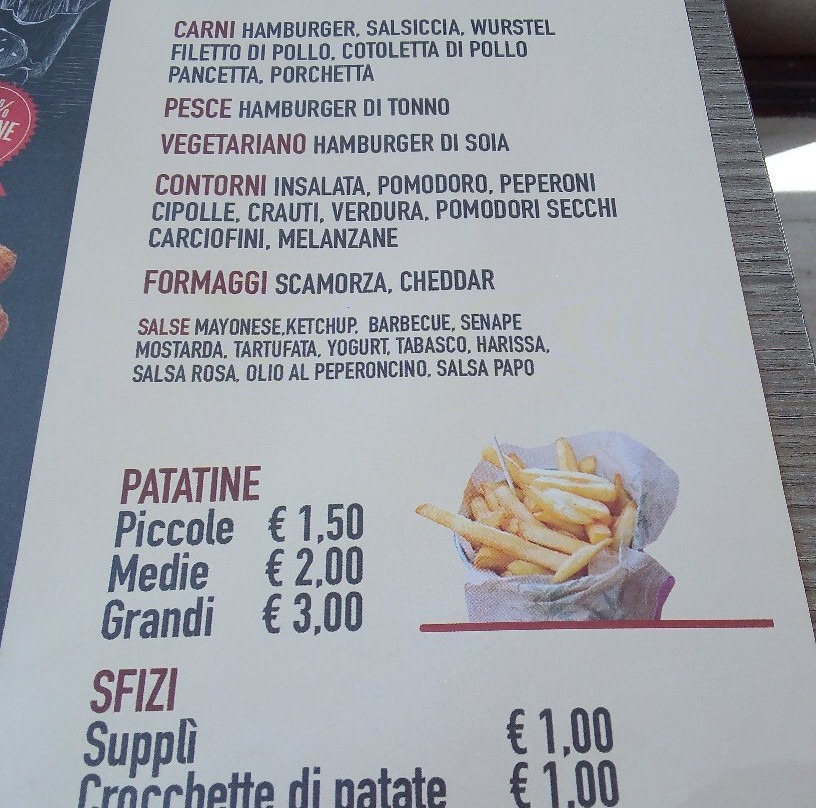 %
NE
CARNI HAMBURGER, SALSICCIA, WURSTEL
FILETTO DI POLLO, COTOLETTA DI POLLO
PANCETTA, PORCHETTA
PESCE HAMBURGER DI TONNO
VEGETARIANO HAMBURGER DI SOIA
CONTORNI INSALATA, POMODORO, PEPERONI
CIPOLLE, CRAUTI, VERDURA, POMODORI SECCHI
CARCIOFINI, MELANZANE
FORMAGGI SCAMORZA, CHEDDAR
SALSE MAYONESE,KETCHUP, BARBECUE, SENAPE
MOSTARDA, TARTUFATA, YOGURT, TABASCO, HARISSA,
SALSA ROSA, OLIO AL PEPERONCINO, SALSA PAPO
PATATINE
Piccole € 1,50
Medie € 2,00
Grandi € 3,00
SFIZI
Supplì € 1,00
Crocchette di patate € 1,00